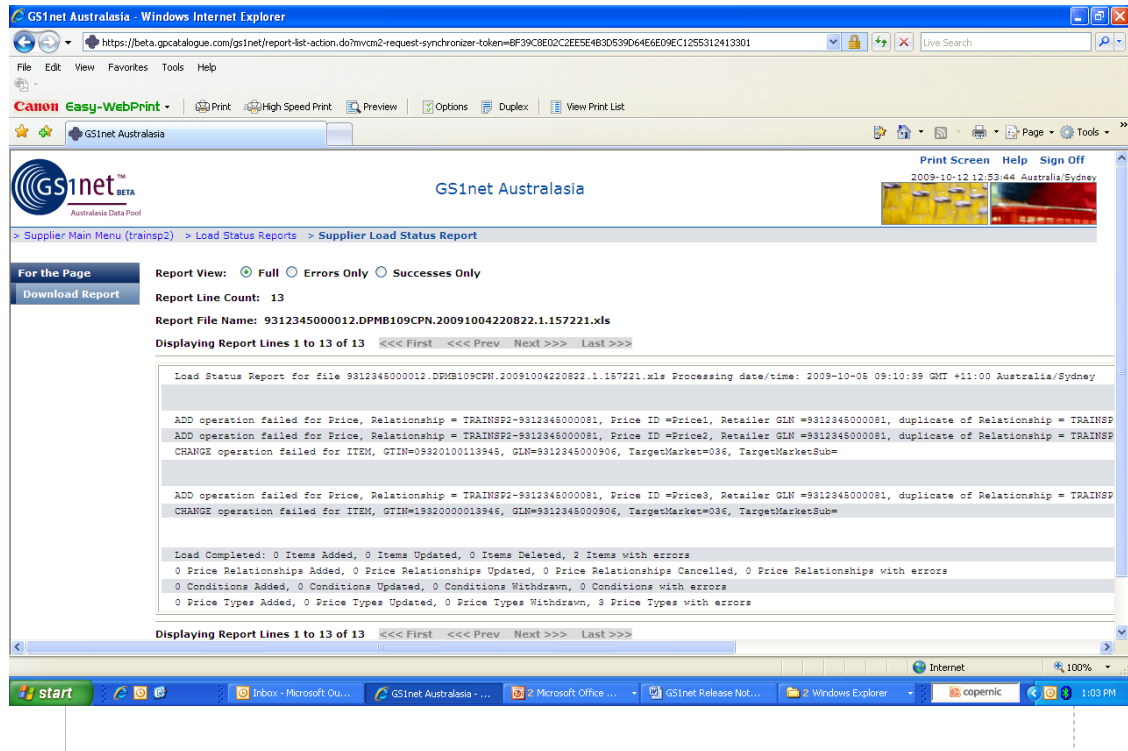 GS1net Australasia - Windows Internet Explorer
https://beta.gpcatalogue.com/gs1net/report-list-action.do?mvcm2-request-synchronizer-token=BF39C8E02C2EE5E4B3D539D64E6E09EC1255312413301
Live Search
File Edit View Favorites Tools Help
Canon Easy-WebPrint Print High Speed Print Preview Options Duplex View Print List
GS1net Australasia
Page Tools
Print Screen Help Sign Off
2009-10-12 12:53:44 Australia/Sydney
GS1net™ BETA
Australasia Data Pool
GS1net Australasia
> Supplier Main Menu (trainsp2) > Load Status Reports > Supplier Load Status Report
For the Page
Download Report
Report View: Full Errors Only Successes Only
Report Line Count: 13
Report File Name: 9312345000012.DPMB109CPN.20091004220822.1.157221.xls
Displaying Report Lines 1 to 13 of 13 <<< First <<< Prev Next >>> Last >>>
Load Status Report for file 9312345000012.DPMB109CPN.20091004220822.1.157221.xls Processing date/time: 2009-10-05 09:10:39 GMT +11:00 Australia/Sydney
ADD operation failed for Price, Relationship = TRAINSP2-9312345000081, Price ID =Price1, Retailer GLN =9312345000081, duplicate of Relationship = TRAINSP
ADD operation failed for Price, Relationship = TRAINSP2-9312345000081, Price ID =Price2, Retailer GLN =9312345000081, duplicate of Relationship = TRAINSP
CHANGE operation failed for ITEM, GTIN=09320100113945, GLN=9312345000906, TargetMarket=036, TargetMarketSub=
ADD operation failed for Price, Relationship = TRAINSP2-9312345000081, Price ID =Price3, Retailer GLN =9312345000081, duplicate of Relationship = TRAINSP
CHANGE operation failed for ITEM, GTIN=19320000013946, GLN=9312345000906, TargetMarket=036, TargetMarketSub=
Load Completed: 0 Items Added, 0 Items Updated, 0 Items Deleted, 2 Items with errors
0 Price Relationships Added, 0 Price Relationships Updated, 0 Price Relationships Cancelled, 0 Price Relationships with errors
0 Conditions Added, 0 Conditions Updated, 0 Conditions Withdrawn, 0 Conditions with errors
0 Price Types Added, 0 Price Types Updated, 0 Price Types Withdrawn, 3 Price Types with errors
Displaying Report Lines 1 to 13 of 13 <<< First <<< Prev Next >>> Last >>>
Internet 100%
start Inbox - Microsoft Ou... GS1net Australasia - ... 2 Microsoft Office ... GS1net Release Not... 2 Windows Explorer copernic 1:03 PM